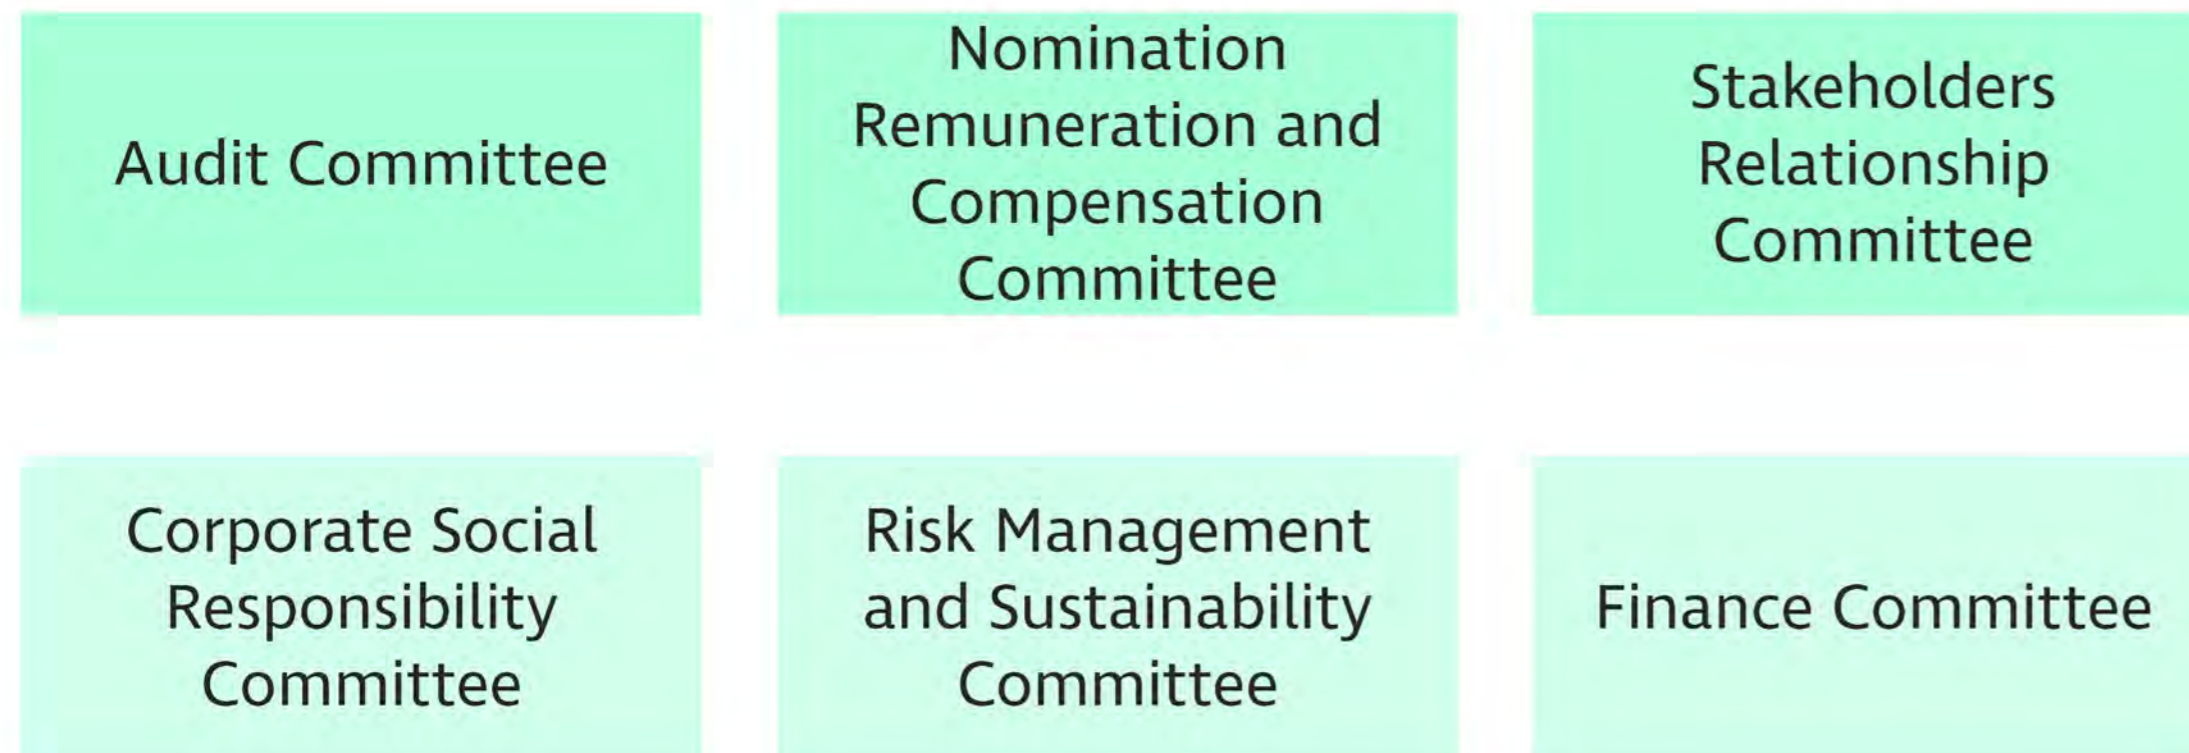 Audit Committee
Nomination
Remuneration and
Compensation
Committee
Stakeholders
Relationship
Committee
Corporate Social
Responsibility
Committee
Risk Management
and Sustainability
Committee
Finance Committee